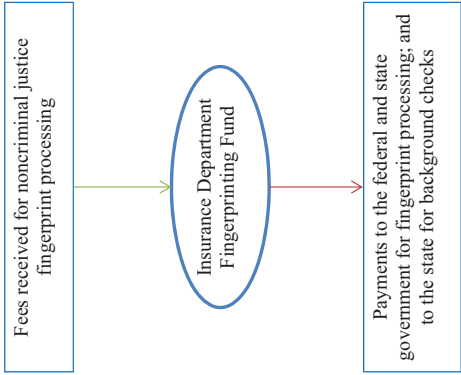 Fees received for noncriminal justice
fingerprint processing
Insurance Department
Fingerprinting Fund
Payments to the federal and state
government for fingerprint processing; and
to the state for background checks